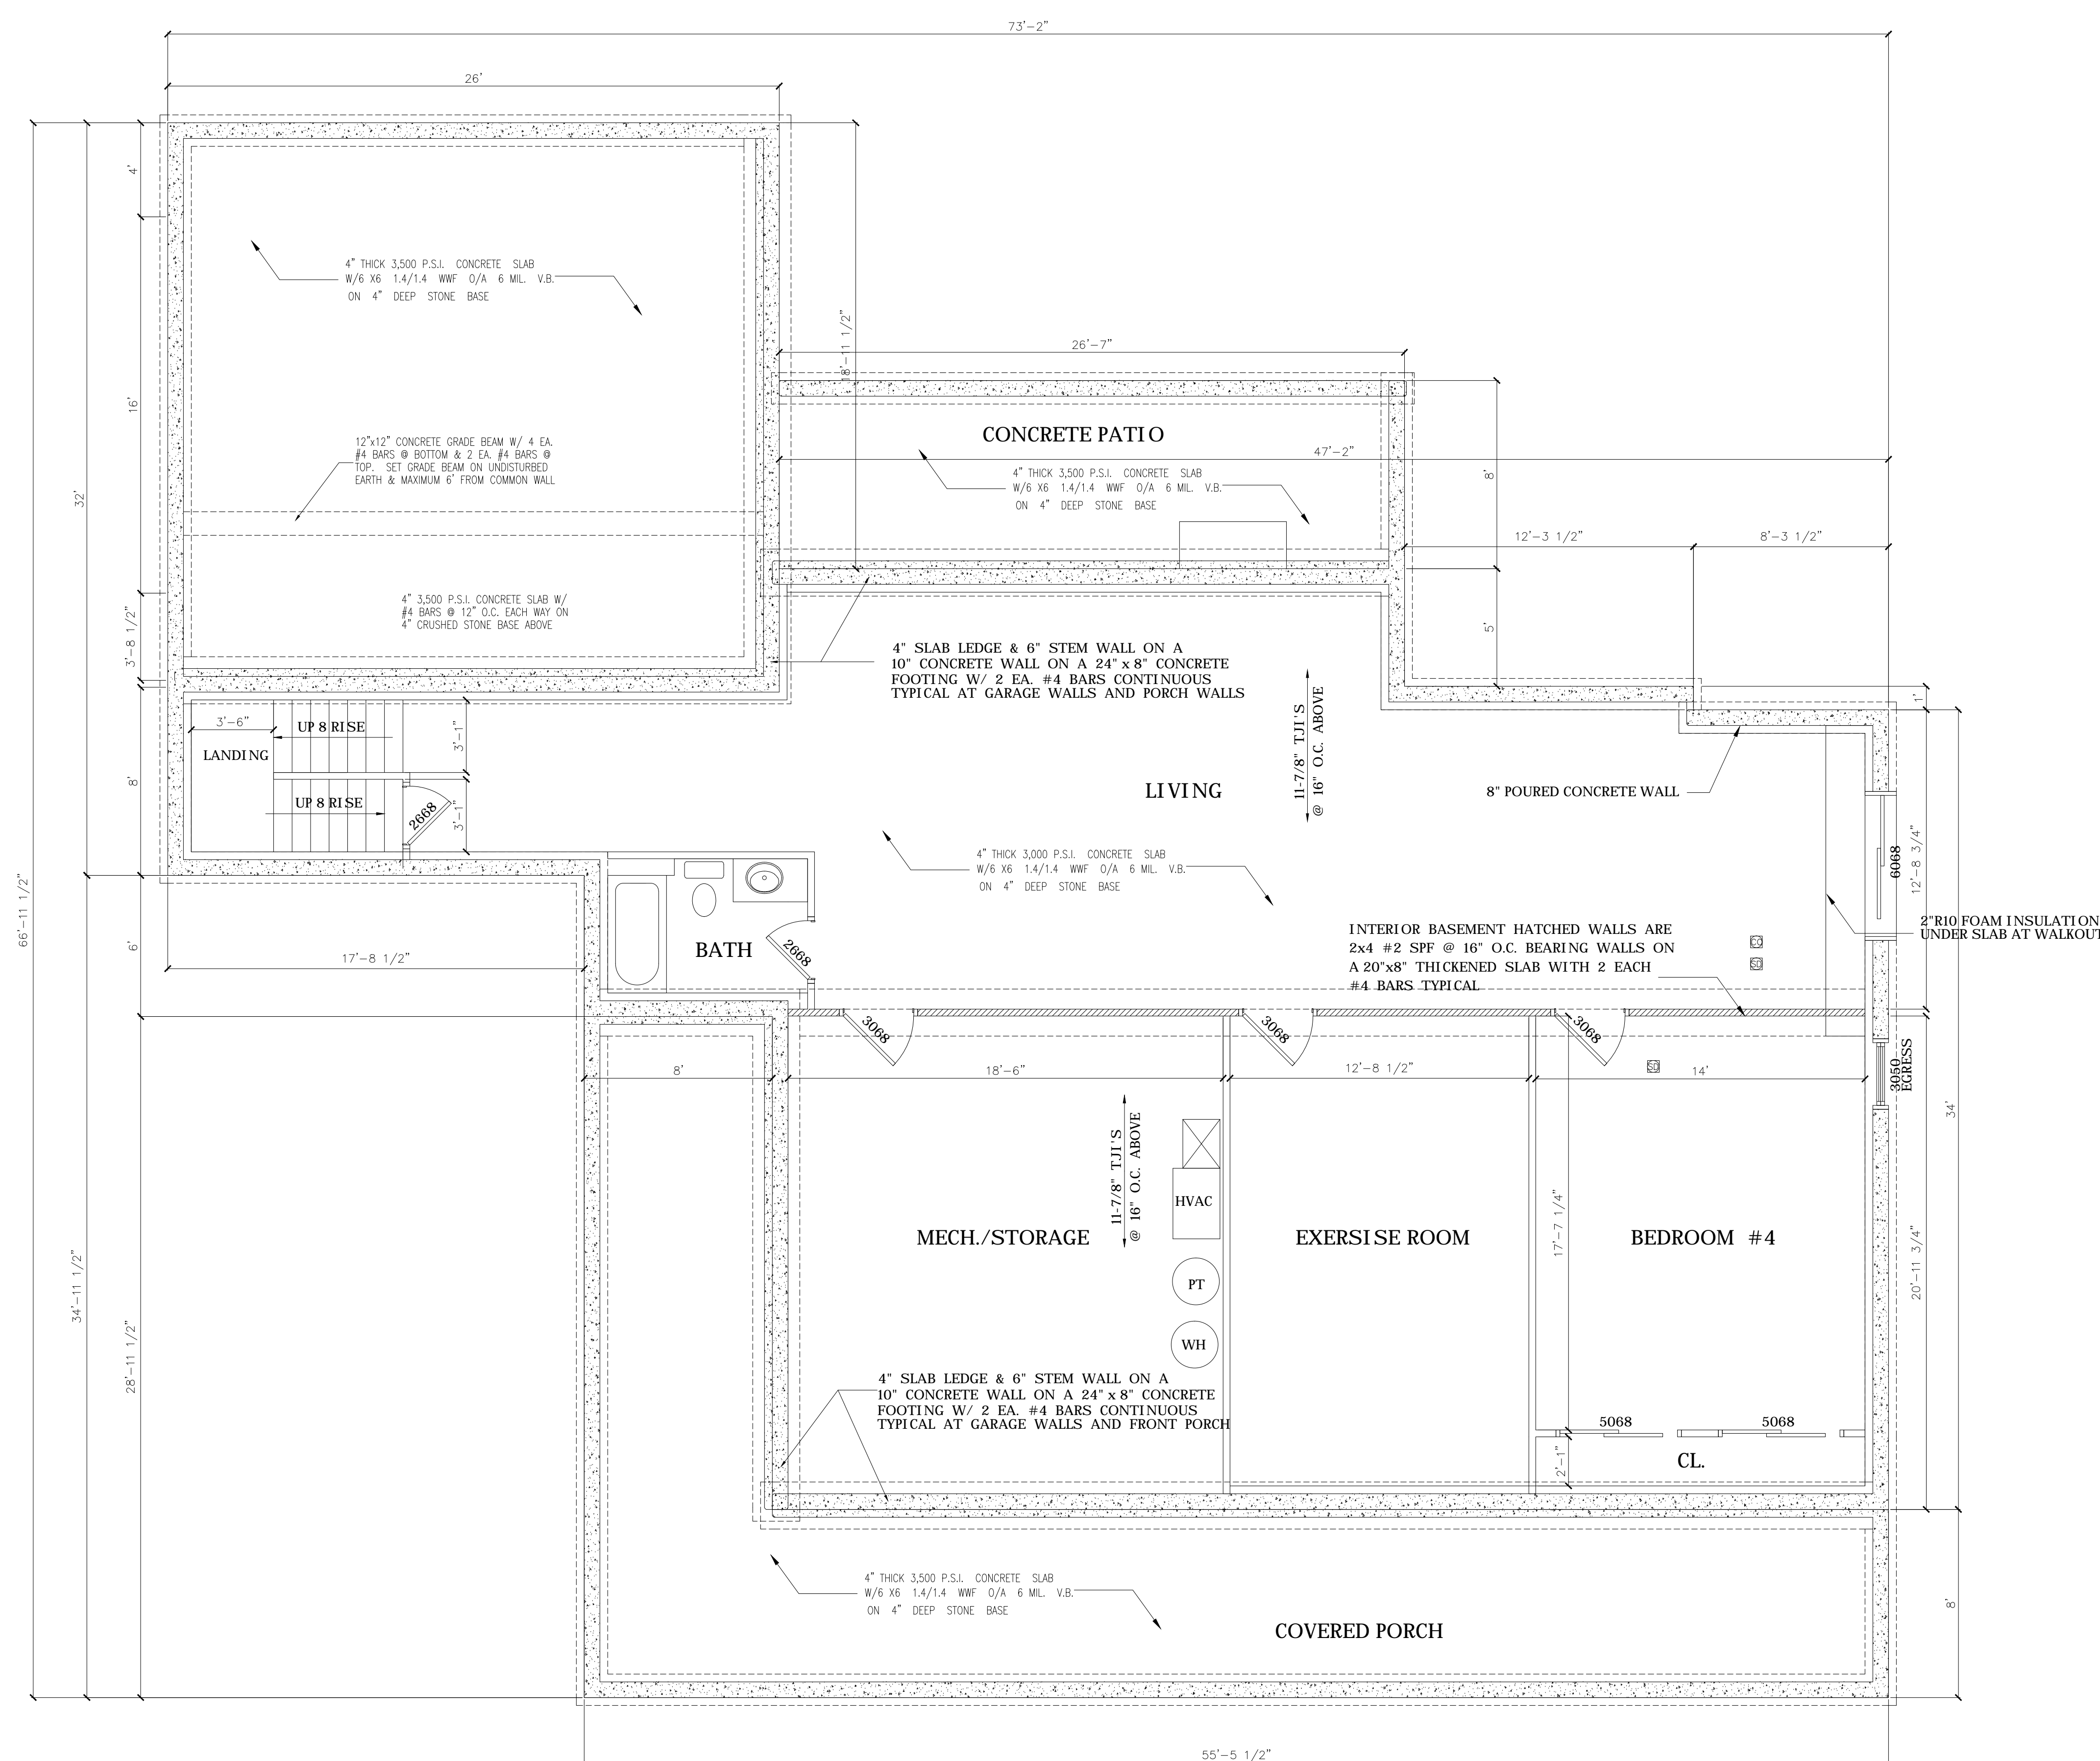 73'-2"
26'
4'
4" THICK 3,500 P.S.I. CONCRETE SLAB
W/6 X6 1.4/1.4 WWF O/A 6 MIL. V.B.
ON 4" DEEP STONE BASE
18'-11 1/2"
26'-7"
16'
32'
12"x12" CONCRETE GRADE BEAM W/ 4 EA.
#4 BARS @ BOTTOM & 2 EA. #4 BARS @
TOP. SET GRADE BEAM ON UNDISTURBED
EARTH & MAXIMUM 6' FROM COMMON WALL
CONCRETE PATIO
47'-2"
4" THICK 3,500 P.S.I. CONCRETE SLAB
W/6 X6 1.4/1.4 WWF O/A 6 MIL. V.B.
ON 4" DEEP STONE BASE
8'
12'-3 1/2"
8'-3 1/2"
4" 3,500 P.S.I. CONCRETE SLAB W/
#4 BARS @ 12" O.C. EACH WAY ON
4" CRUSHED STONE BASE ABOVE
3'-8 1/2"
5'
4" SLAB LEDGE & 6" STEM WALL ON A
10" CONCRETE WALL ON A 24" x 8" CONCRETE
FOOTING W/ 2 EA. #4 BARS CONTINUOUS
TYPICAL AT GARAGE WALLS AND PORCH WALLS
1'
3'-6"
UP 8 RISE
3'-1"
LANDING
11-7/8" TJI'S
@ 16" O.C. ABOVE
8'
LIVING
8" POURED CONCRETE WALL
UP 8 RISE
2668
3'-1"
4" THICK 3,000 P.S.I. CONCRETE SLAB
W/6 X6 1.4/1.4 WWF O/A 6 MIL. V.B.
ON 4" DEEP STONE BASE
6068
12'-8 3/4"
66'-11 1/2"
6'
17'-8 1/2"
BATH
2668
INTERIOR BASEMENT HATCHED WALLS ARE
2x4 #2 SPF @ 16" O.C. BEARING WALLS ON
A 20"x8" THICKENED SLAB WITH 2 EACH
#4 BARS TYPICAL
CO
SD
2"R10 FOAM INSULATION
UNDER SLAB AT WALKOUT
3068
3068
3068
SD
3050
EGRESS
8'
18'-6"
12'-8 1/2"
14'
34'
11-7/8" TJI'S
@ 16" O.C. ABOVE
HVAC
17'-7 1/4"
MECH./STORAGE
EXERSISE ROOM
BEDROOM #4
20'-11 3/4"
34'-11 1/2"
PT
WH
28'-11 1/2"
4" SLAB LEDGE & 6" STEM WALL ON A
10" CONCRETE WALL ON A 24" x 8" CONCRETE
FOOTING W/ 2 EA. #4 BARS CONTINUOUS
TYPICAL AT GARAGE WALLS AND FRONT PORCH
5068
5068
2'-1"
CL.
4" THICK 3,500 P.S.I. CONCRETE SLAB
W/6 X6 1.4/1.4 WWF O/A 6 MIL. V.B.
ON 4" DEEP STONE BASE
8'
COVERED PORCH
55'-5 1/2"